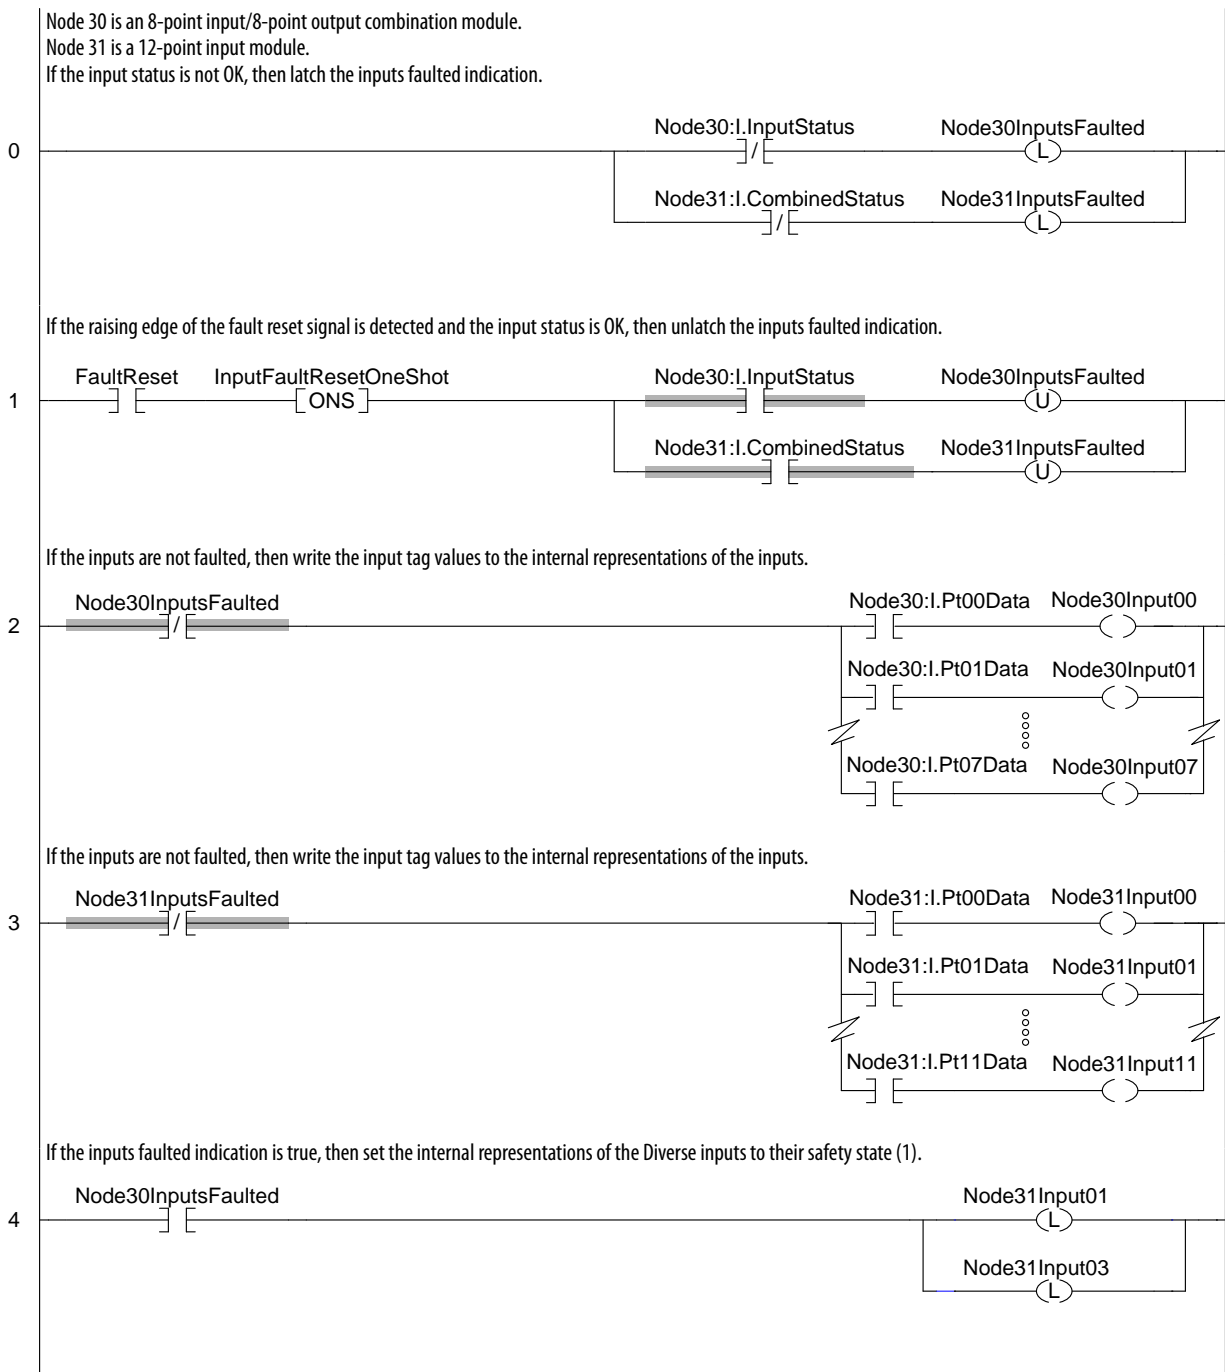 Node 30 is an 8-point input/8-point output combination module.
Node 31 is a 12-point input module.
If the input status is not OK, then latch the inputs faulted indication.
Node30:I.InputStatus Node30InputsFaulted
0 / L
Node31:I.CombinedStatus Node31InputsFaulted
/ L
If the raising edge of the fault reset signal is detected and the input status is OK, then unlatch the inputs faulted indication.
FaultReset InputFaultResetOneShot Node30:I.InputStatus Node30InputsFaulted
1 ONS U
Node31:I.CombinedStatus Node31InputsFaulted
U
If the inputs are not faulted, then write the input tag values to the internal representations of the inputs.
Node30InputsFaulted Node30:I.Pt00Data Node30Input00
2 /
Node30:I.Pt01Data Node30Input01
Node30:I.Pt07Data Node30Input07
If the inputs are not faulted, then write the input tag values to the internal representations of the inputs.
Node31InputsFaulted Node31:I.Pt00Data Node31Input00
3 /
Node31:I.Pt01Data Node31Input01
Node31:I.Pt11Data Node31Input11
If the inputs faulted indication is true, then set the internal representations of the Diverse inputs to their safety state (1).
Node30InputsFaulted Node31Input01
4 L
Node31Input03
L